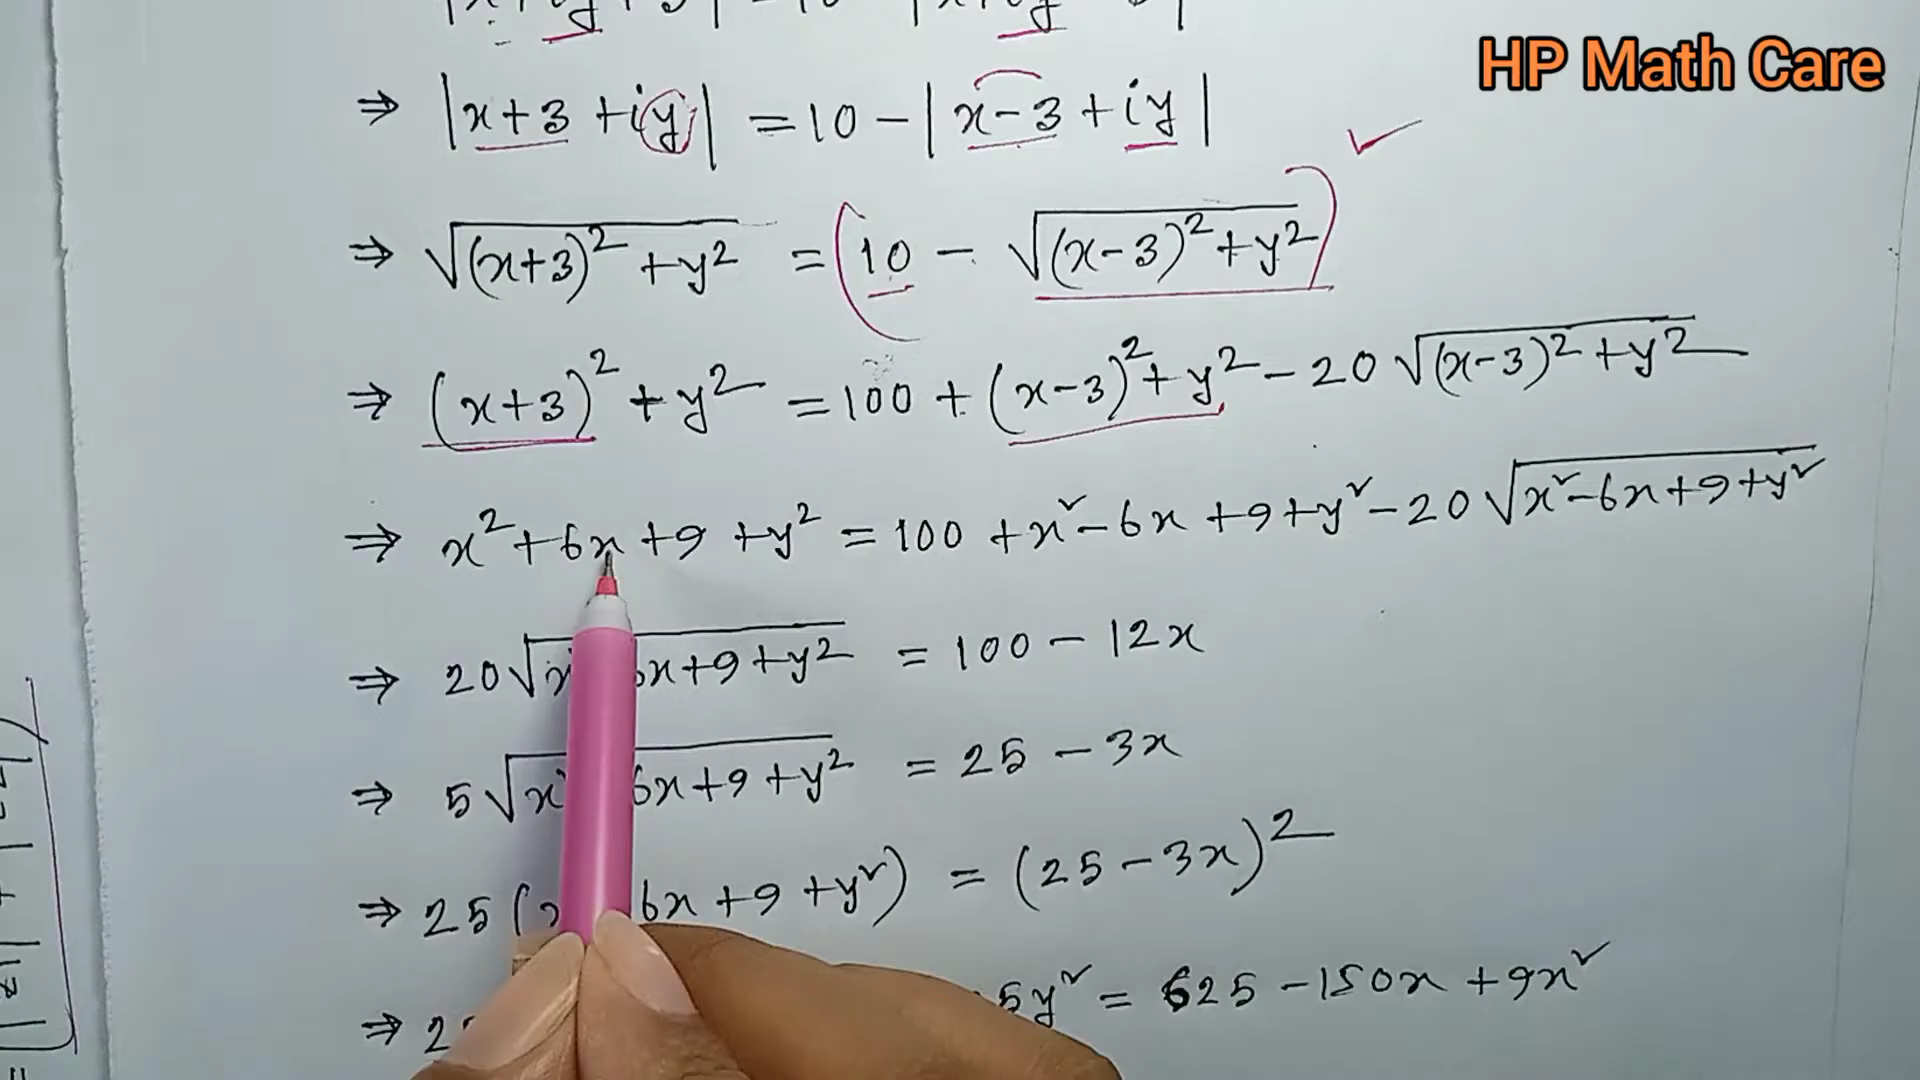 HP Math Care
⇒ |x+3 +iy| = 10 - |x-3 + iy|
⇒ √(x+3)² + y² = (10 - √(x-3)² + y²)
⇒ (x+3)² + y² = 100 + (x-3)² + y² - 20 √(x-3)² + y²
⇒ x² + 6x + 9 + y² = 100 + x² - 6x + 9 + y² - 20 √x² - 6x + 9 + y²
⇒ 20 √x 6x + 9 + y² = 100 - 12x
⇒ 5 √x 6x + 9 + y² = 25 - 3x
⇒ 25 (x 6x + 9 + y²) = (25 - 3x)²
⇒ 2 5y² = 625 - 150x + 9x²